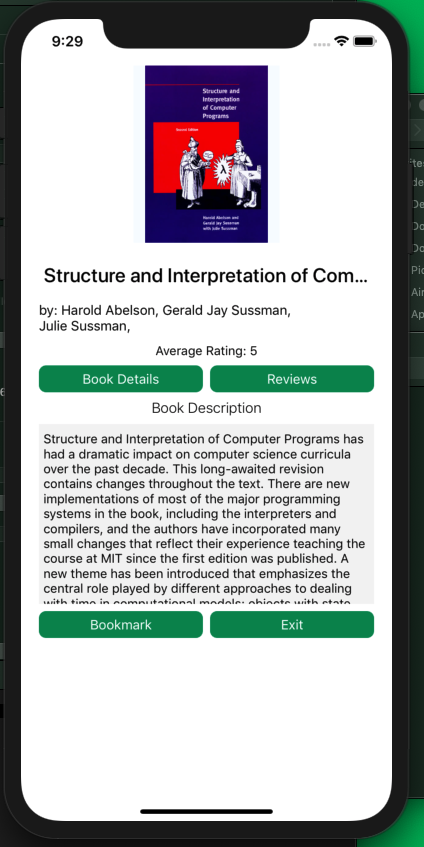 9:29
Structure and
Interpretation
of Computer
Programs
Second Edition
Harold Abelson and
Gerald Jay Sussman
with Julie Sussman
Structure and Interpretation of Com...
by: Harold Abelson, Gerald Jay Sussman,
Julie Sussman,
Average Rating: 5
Book Details
Reviews
Book Description
Structure and Interpretation of Computer Programs has
had a dramatic impact on computer science curricula
over the past decade. This long-awaited revision
contains changes throughout the text. There are new
implementations of most of the major programming
systems in the book, including the interpreters and
compilers, and the authors have incorporated many
small changes that reflect their experience teaching the
course at MIT since the first edition was published. A
new theme has been introduced that emphasizes the
central role played by different approaches to dealing
with time in computational models: objects with state
Bookmark
Exit